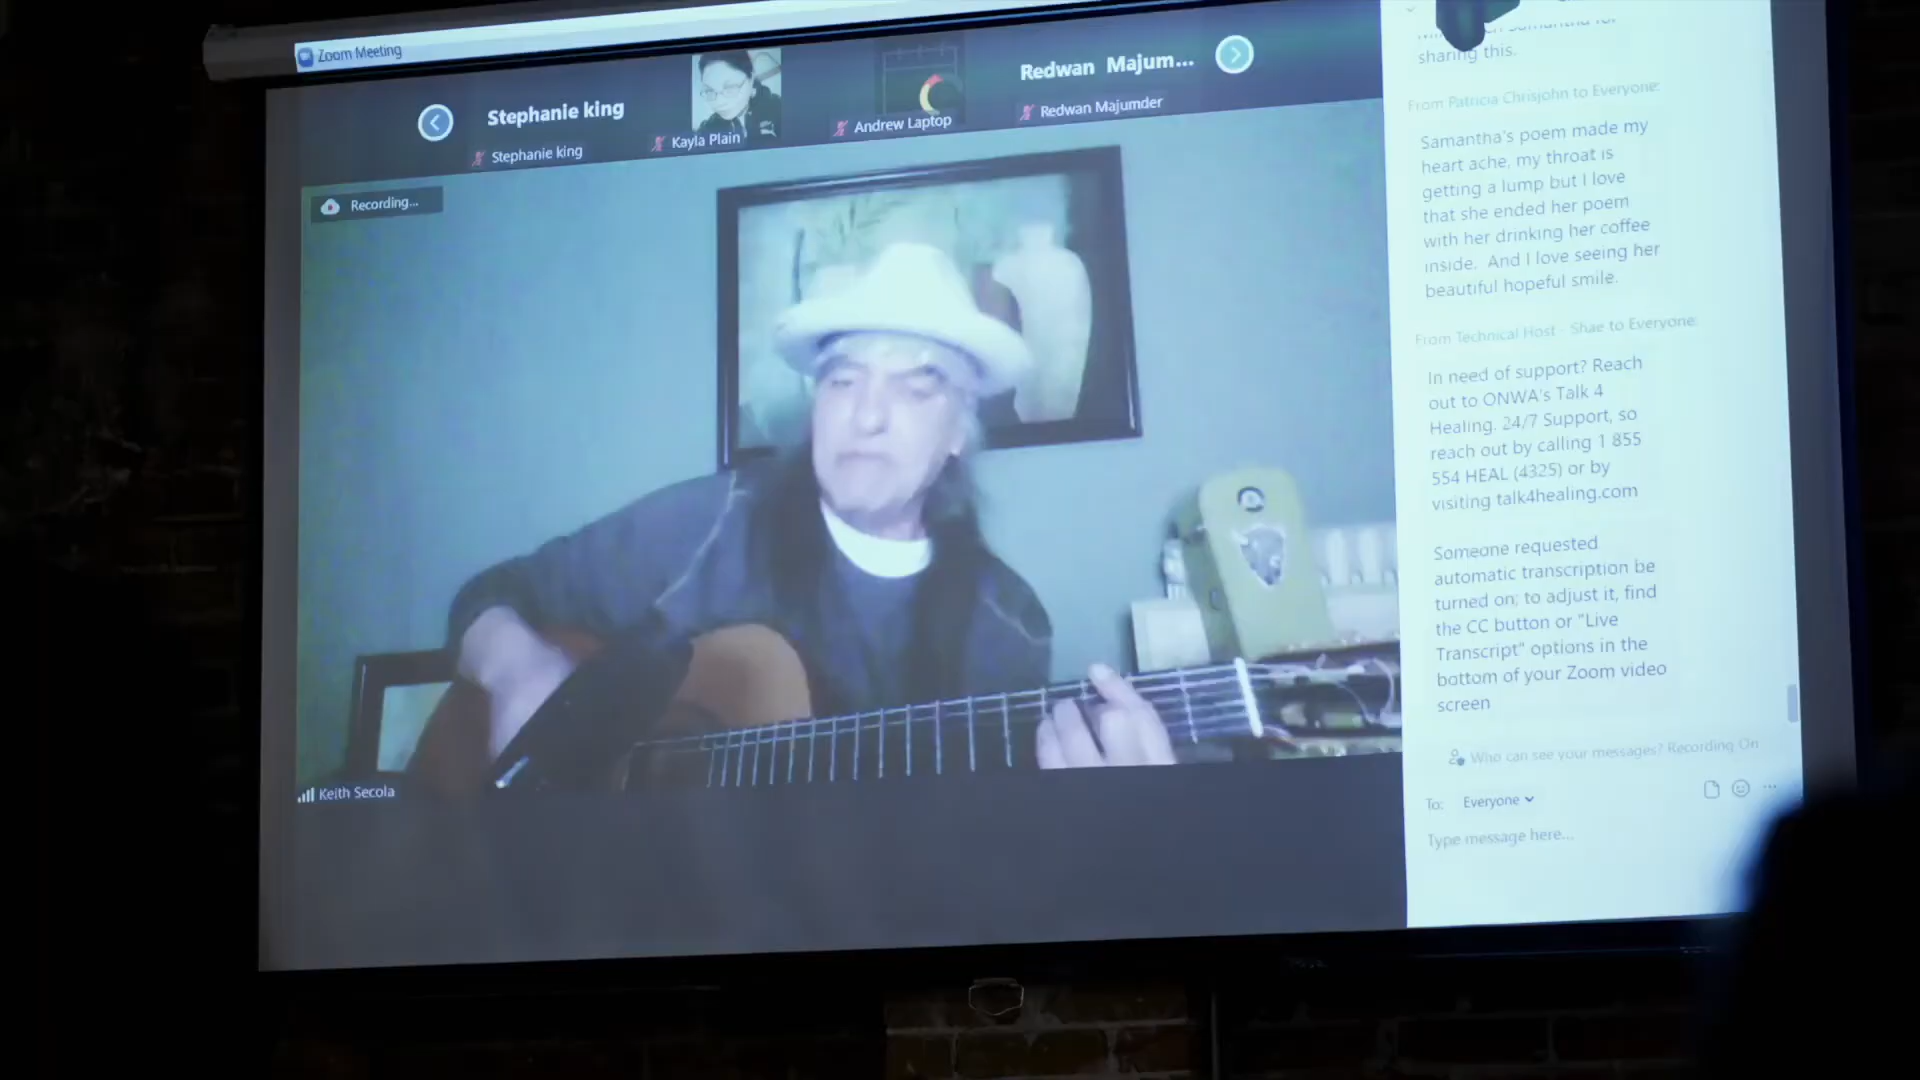 Zoom Meeting
Stephanie king
Stephanie king
Kayla Plain
Andrew Laptop
Redwan Majum...
Redwan Majumder
Recording...
Keith Secola
sharing this.
From Patricia Chrisjohn to Everyone:
Samantha's poem made my
heart ache, my throat is
getting a lump but I love
that she ended her poem
with her drinking her coffee
inside. And I love seeing her
beautiful hopeful smile.
From Technical Host - Shae to Everyone:
In need of support? Reach
out to ONWA's Talk 4
Healing. 24/7 Support, so
reach out by calling 1 855
554 HEAL (4325) or by
visiting talk4healing.com
Someone requested
automatic transcription be
turned on; to adjust it, find
the CC button or "Live
Transcript" options in the
bottom of your Zoom video
screen
Who can see your messages? Recording On
To: Everyone
Type message here...